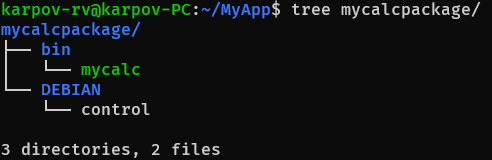 karpov-rv@karpov-PC:~/MyApp$ tree mycalcpackage/
mycalcpackage/
├── bin
│   └── mycalc
└── DEBIAN
    └── control
3 directories, 2 files